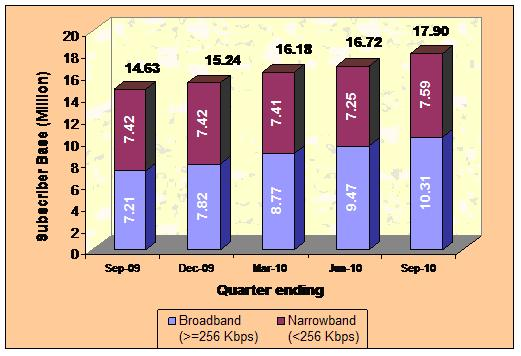 20
18
16
14
12
10
8
6
4
2
0
Subscriber Base (Million)
14.63
15.24
16.18
16.72
17.90
7.42
7.42
7.41
7.25
7.59
7.21
7.82
8.77
9.47
10.31
Sep-09
Dec-09
Mar-10
Jun-10
Sep-10
Quarter ending
Broadband
(>=256 Kbps)
Narrowband
(<256 Kbps)